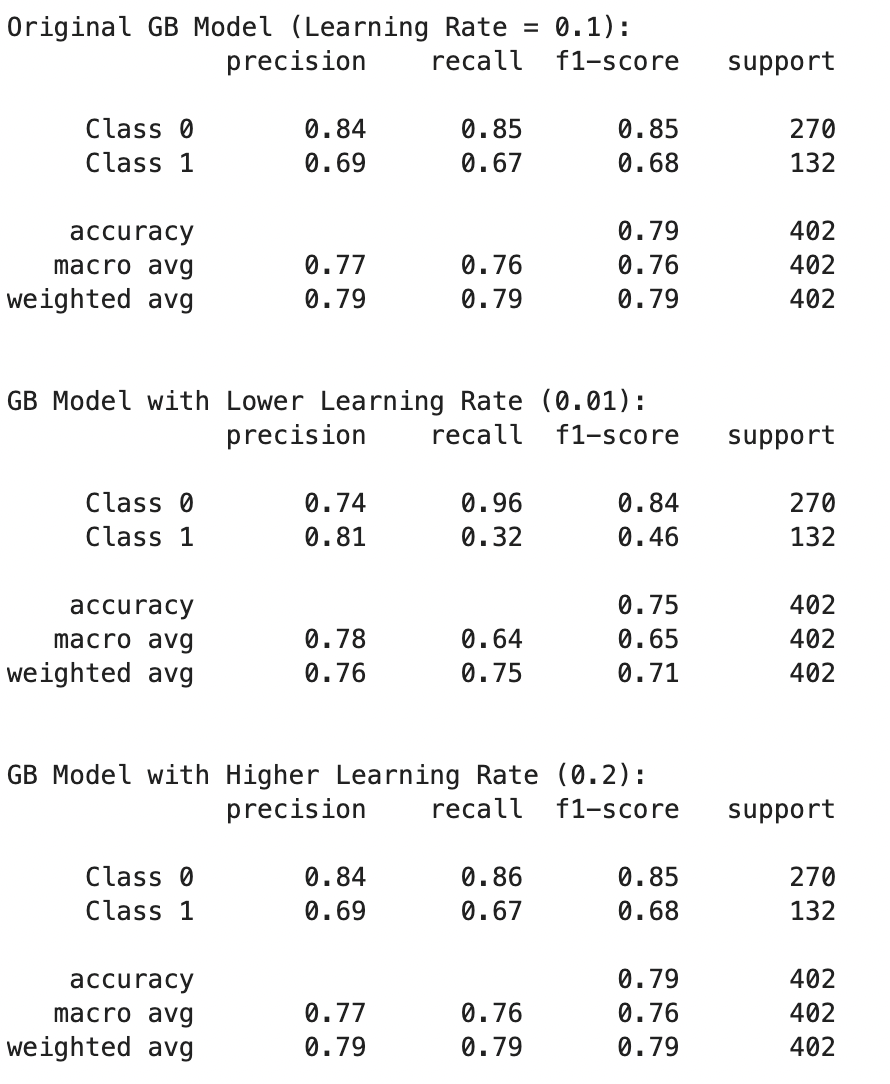 Original GB Model (Learning Rate = 0.1):
precision recall f1-score support
Class 0 0.84 0.85 0.85 270
Class 1 0.69 0.67 0.68 132
accuracy 0.79 402
macro avg 0.77 0.76 0.76 402
weighted avg 0.79 0.79 0.79 402
GB Model with Lower Learning Rate (0.01):
precision recall f1-score support
Class 0 0.74 0.96 0.84 270
Class 1 0.81 0.32 0.46 132
accuracy 0.75 402
macro avg 0.78 0.64 0.65 402
weighted avg 0.76 0.75 0.71 402
GB Model with Higher Learning Rate (0.2):
precision recall f1-score support
Class 0 0.84 0.86 0.85 270
Class 1 0.69 0.67 0.68 132
accuracy 0.79 402
macro avg 0.77 0.76 0.76 402
weighted avg 0.79 0.79 0.79 402